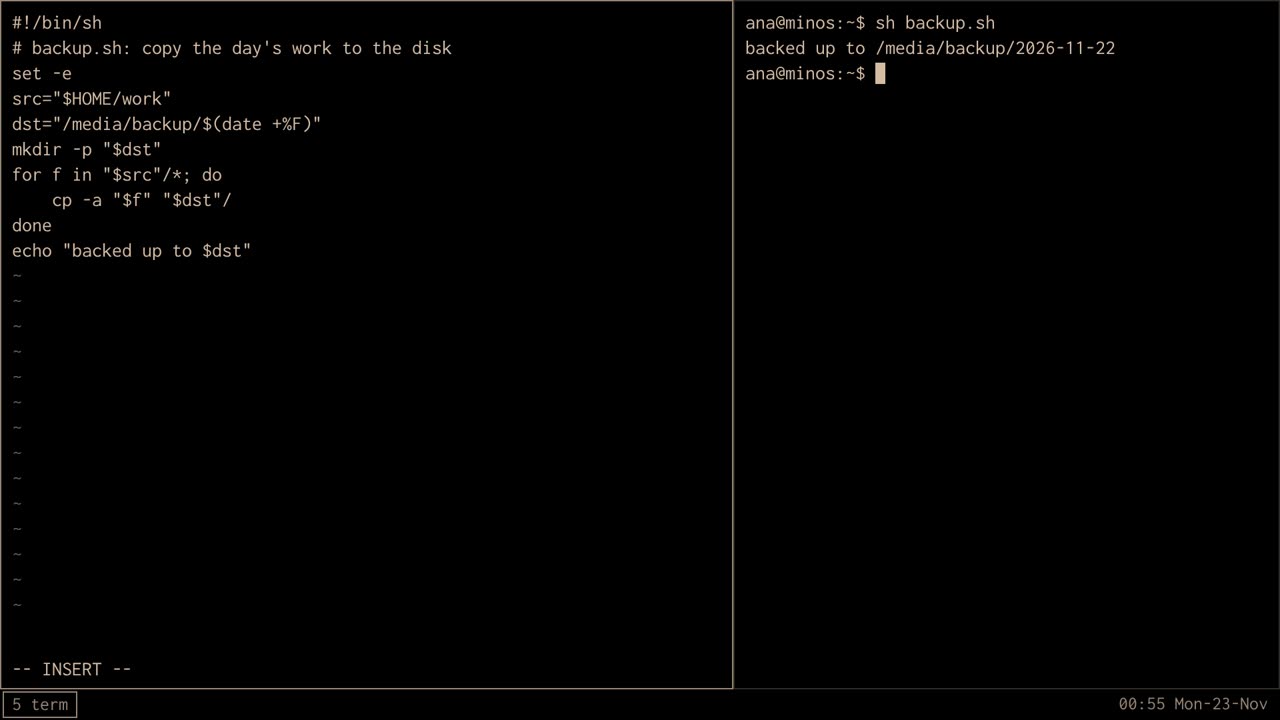 #!/bin/sh
# backup.sh: copy the day's work to the disk
set -e
src="$HOME/work"
dst="/media/backup/$(date +%F)"
mkdir -p "$dst"
for f in "$src"/*; do
    cp -a "$f" "$dst"/
done
echo "backed up to $dst"
~
~
~
~
~
~
~
~
~
~
~
~
~
~
-- INSERT --
ana@minos:~$ sh backup.sh
backed up to /media/backup/2026-11-22
ana@minos:~$
5 term
00:55 Mon-23-Nov